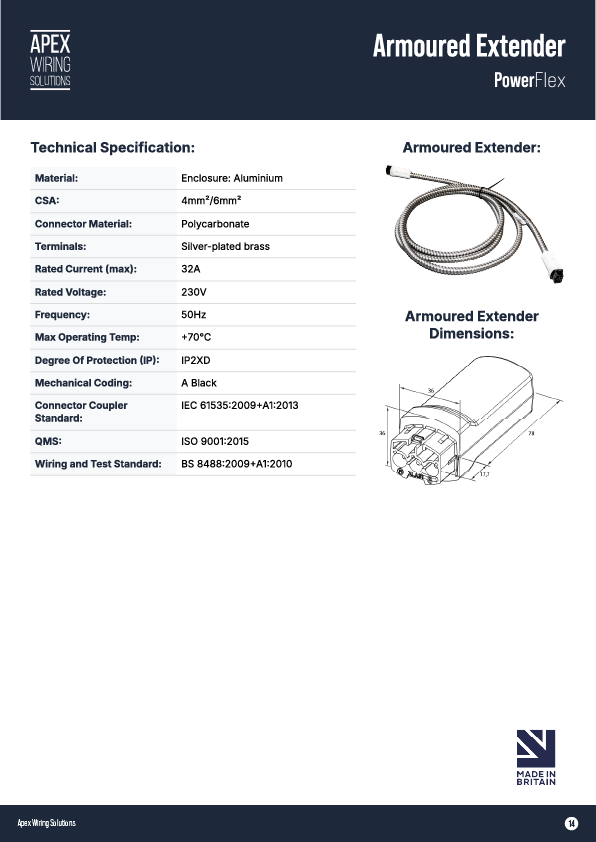 APEX
WIRING
SOLUTIONS
Armoured Extender
PowerFlex
Technical Specification:
Material: Enclosure: Aluminium
CSA: 4mm²/6mm²
Connector Material: Polycarbonate
Terminals: Silver-plated brass
Rated Current (max): 32A
Rated Voltage: 230V
Frequency: 50Hz
Max Operating Temp: +70°C
Degree Of Protection (IP): IP2XD
Mechanical Coding: A Black
Connector Coupler IEC 61535:2009+A1:2013
Standard:
QMS: ISO 9001:2015
Wiring and Test Standard: BS 8488:2009+A1:2010
Armoured Extender:
Armoured Extender
Dimensions:
36
36
78
17,7
MADE IN
BRITAIN
Apex Wiring Solutions
14